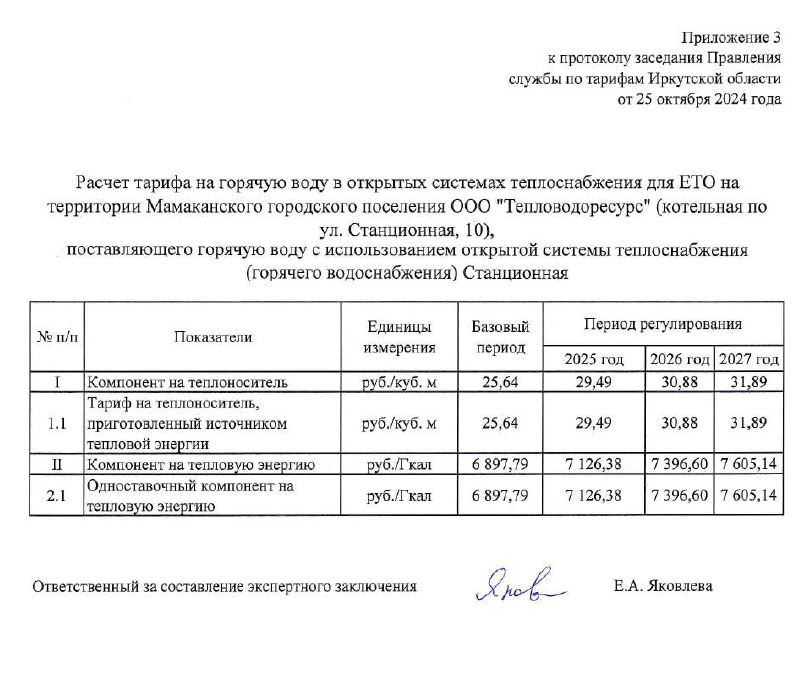 Приложение 3
к протоколу заседания Правления
службы по тарифам Иркутской области
от 25 октября 2024 года
Расчет тарифа на горячую воду в открытых системах теплоснабжения для ЕТО на
территории Мамаканского городского поселения ООО "Тепловодоресурс" (котельная по
ул. Станционная, 10),
поставляющего горячую воду с использованием открытой системы теплоснабжения
(горячего водоснабжения) Станционная
№ п/п Показатели Единицы измерения Базовый период Период регулирования
2025 год 2026 год 2027 год
I Компонент на теплоноситель руб./куб. м 25,64 29,49 30,88 31,89
1.1 Тариф на теплоноситель,
приготовленный источником руб./куб. м 25,64 29,49 30,88 31,89
тепловой энергии
II Компонент на тепловую энергию руб./Гкал 6 897,79 7 126,38 7 396,60 7 605,14
2.1 Одноставочный компонент на руб./Гкал 6 897,79 7 126,38 7 396,60 7 605,14
тепловую энергию
Ответственный за составление экспертного заключения Яков Е.А. Яковлева